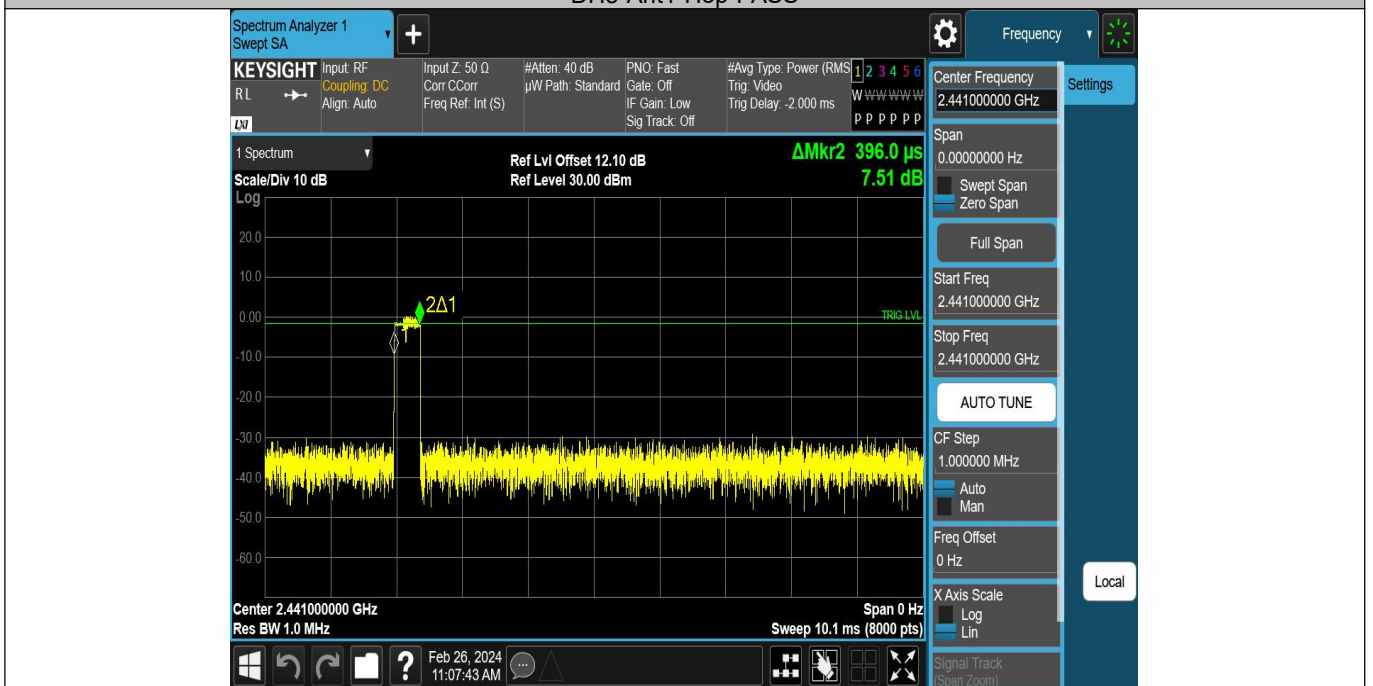 Spectrum Analyzer 1
Swept SA
+
Frequency
KEYSIGHT
RL
LXI
Input: RF
Coupling: DC
Align: Auto
Input Z: 50 Ω
Corr CCorr
Freq Ref: Int (S)
#Atten: 40 dB
µW Path: Standard
PNO: Fast
Gate: Off
IF Gain: Low
Sig Track: Off
#Avg Type: Power (RMS
Trig: Video
Trig Delay: -2.000 ms
1 2 3 4 5 6
W W W W W W
P P P P P P
1 Spectrum
Scale/Div 10 dB
Log
Ref Lvl Offset 12.10 dB
Ref Level 30.00 dBm
ΔMkr2 396.0 µs
7.51 dB
20.0
10.0
0.00
-10.0
-20.0
-30.0
-40.0
-50.0
-60.0
2Δ1
1
TRIG LVL
Center 2.441000000 GHz
Res BW 1.0 MHz
Span 0 Hz
Sweep 10.1 ms (8000 pts)
Feb 26, 2024
11:07:43 AM
Center Frequency
2.441000000 GHz
Settings
Span
0.00000000 Hz
Swept Span
Zero Span
Full Span
Start Freq
2.441000000 GHz
Stop Freq
2.441000000 GHz
AUTO TUNE
CF Step
1.000000 MHz
Auto
Man
Freq Offset
0 Hz
X Axis Scale
Log
Lin
Local
Signal Track
(Span Zoom)